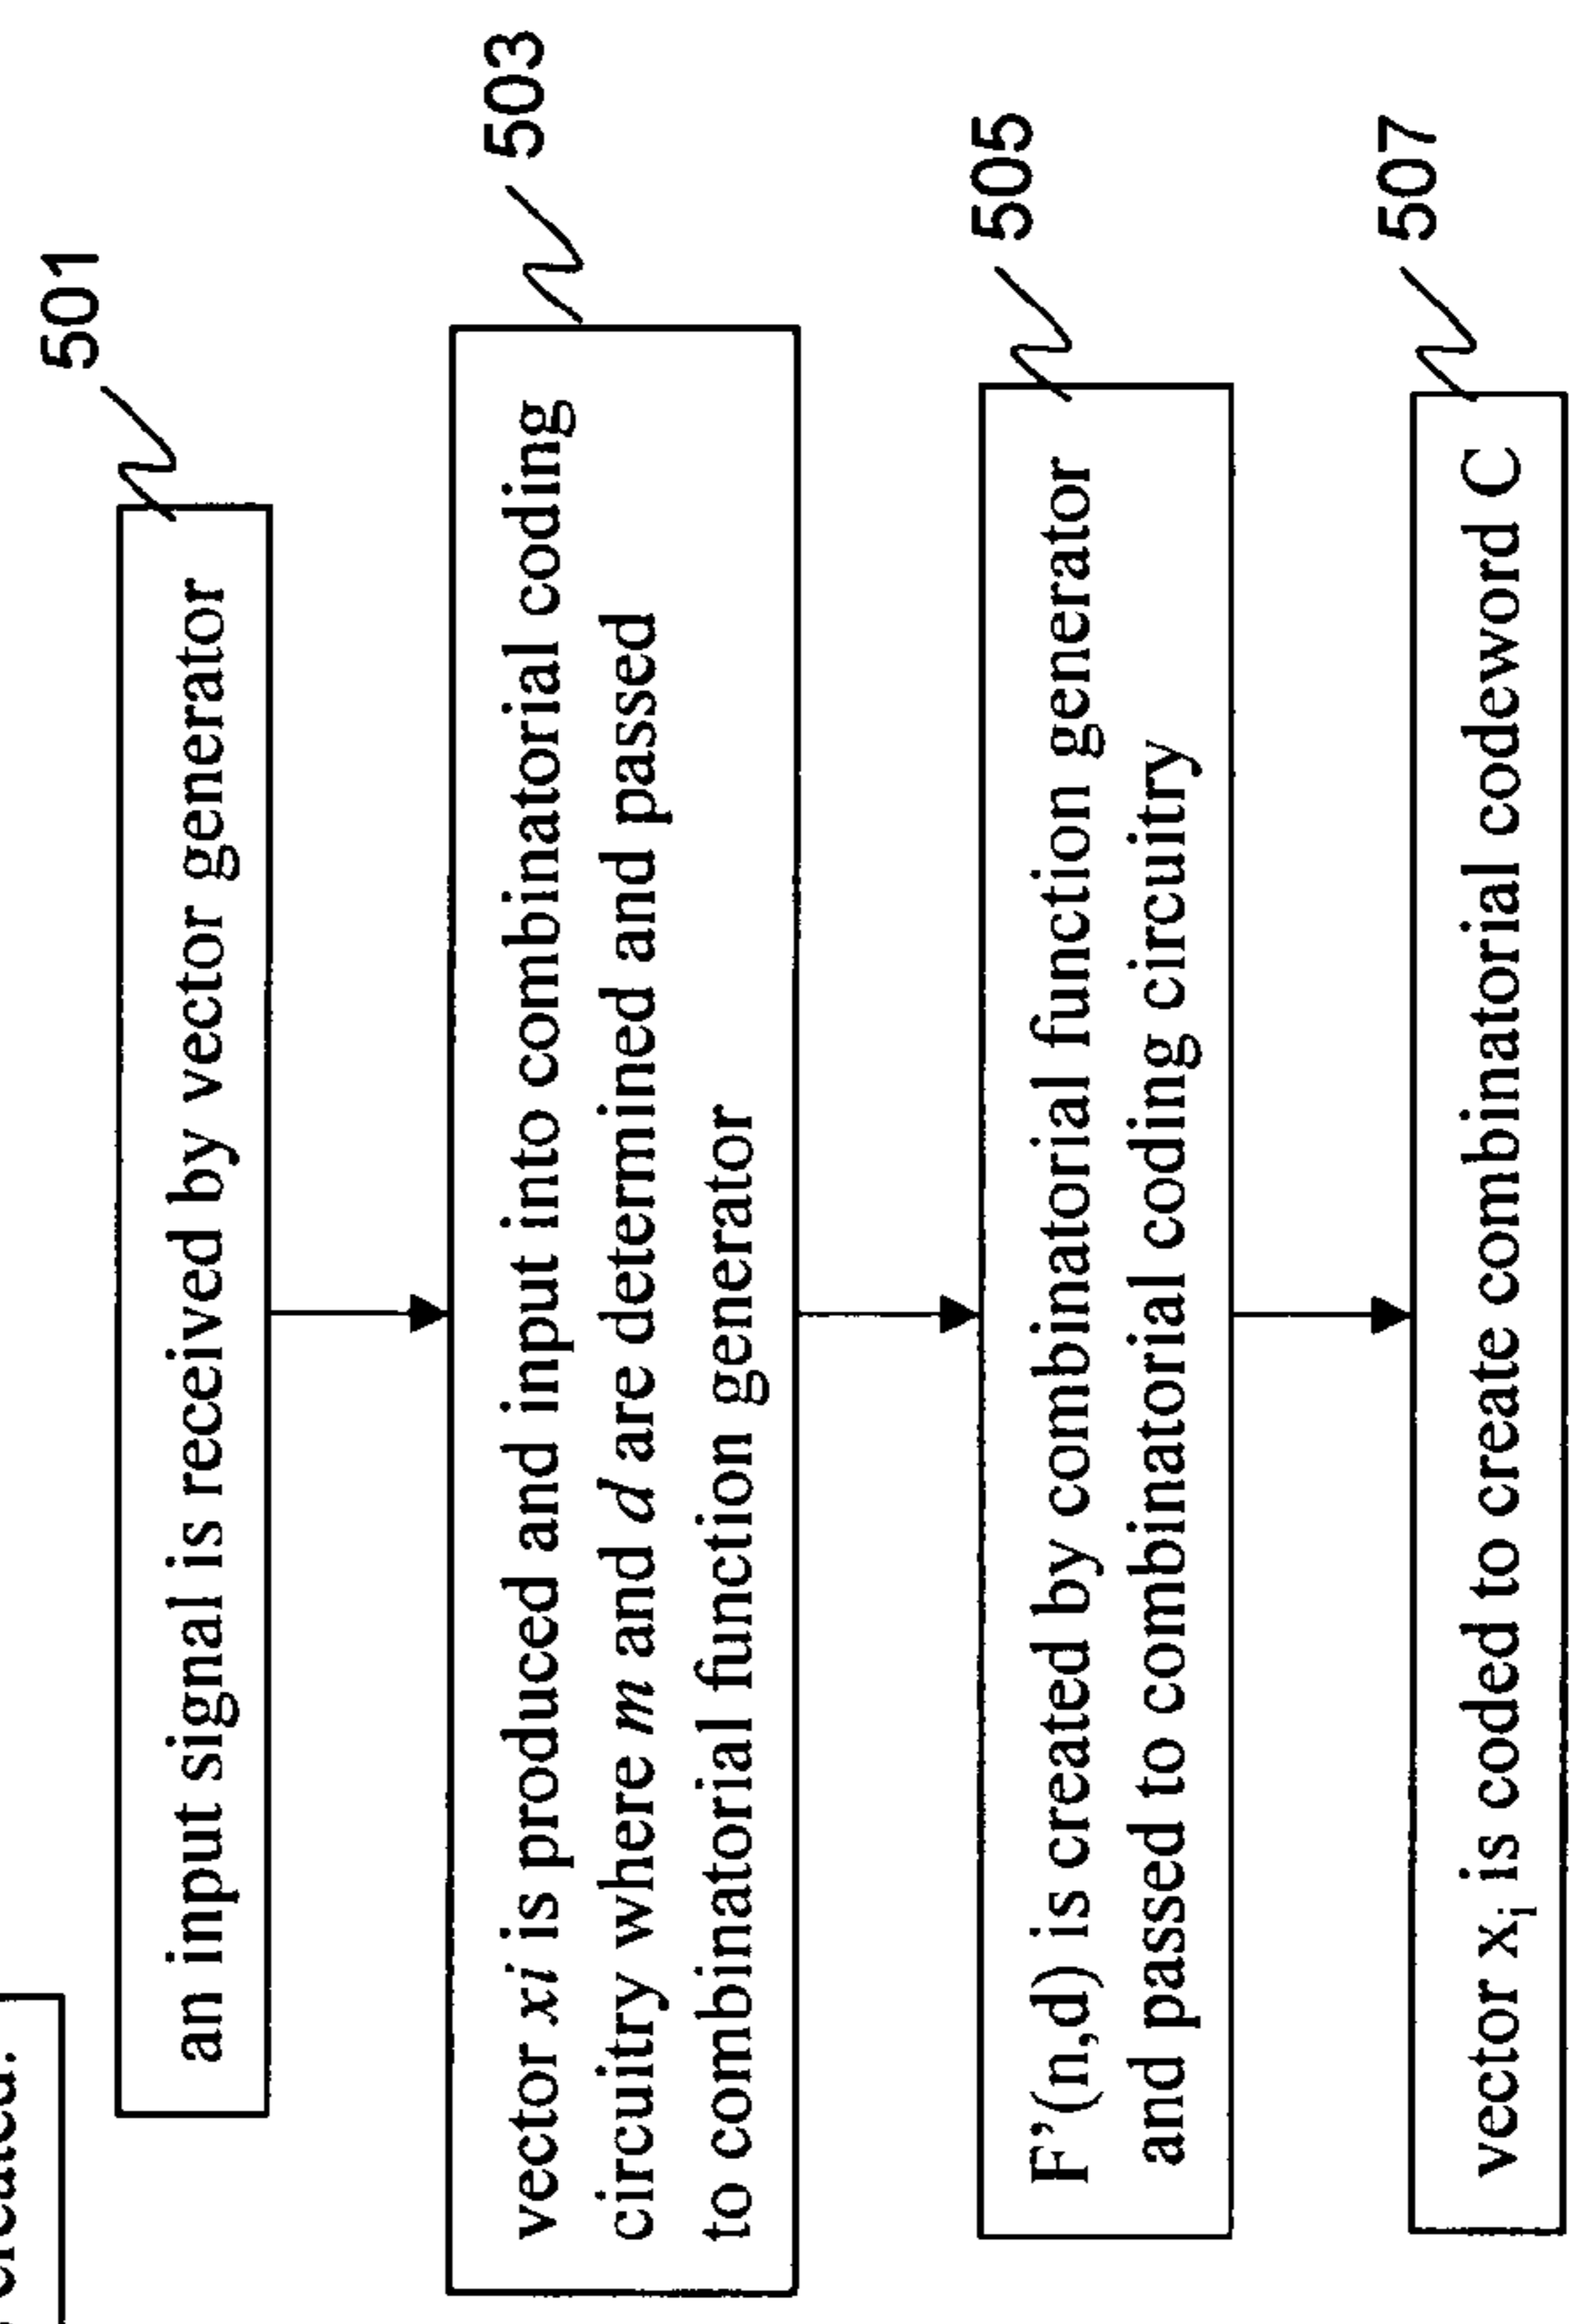 created.
501
an input signal is received by vector generator
503
vector xi is produced and input into combinatorial coding
circuitry where m and d are determined and passed
to combinatorial function generator
505
F’(n,d) is created by combinatorial function generator
and passed to combinatorial coding circuitry
507
vector xᵢ is coded to create combinatorial codeword C